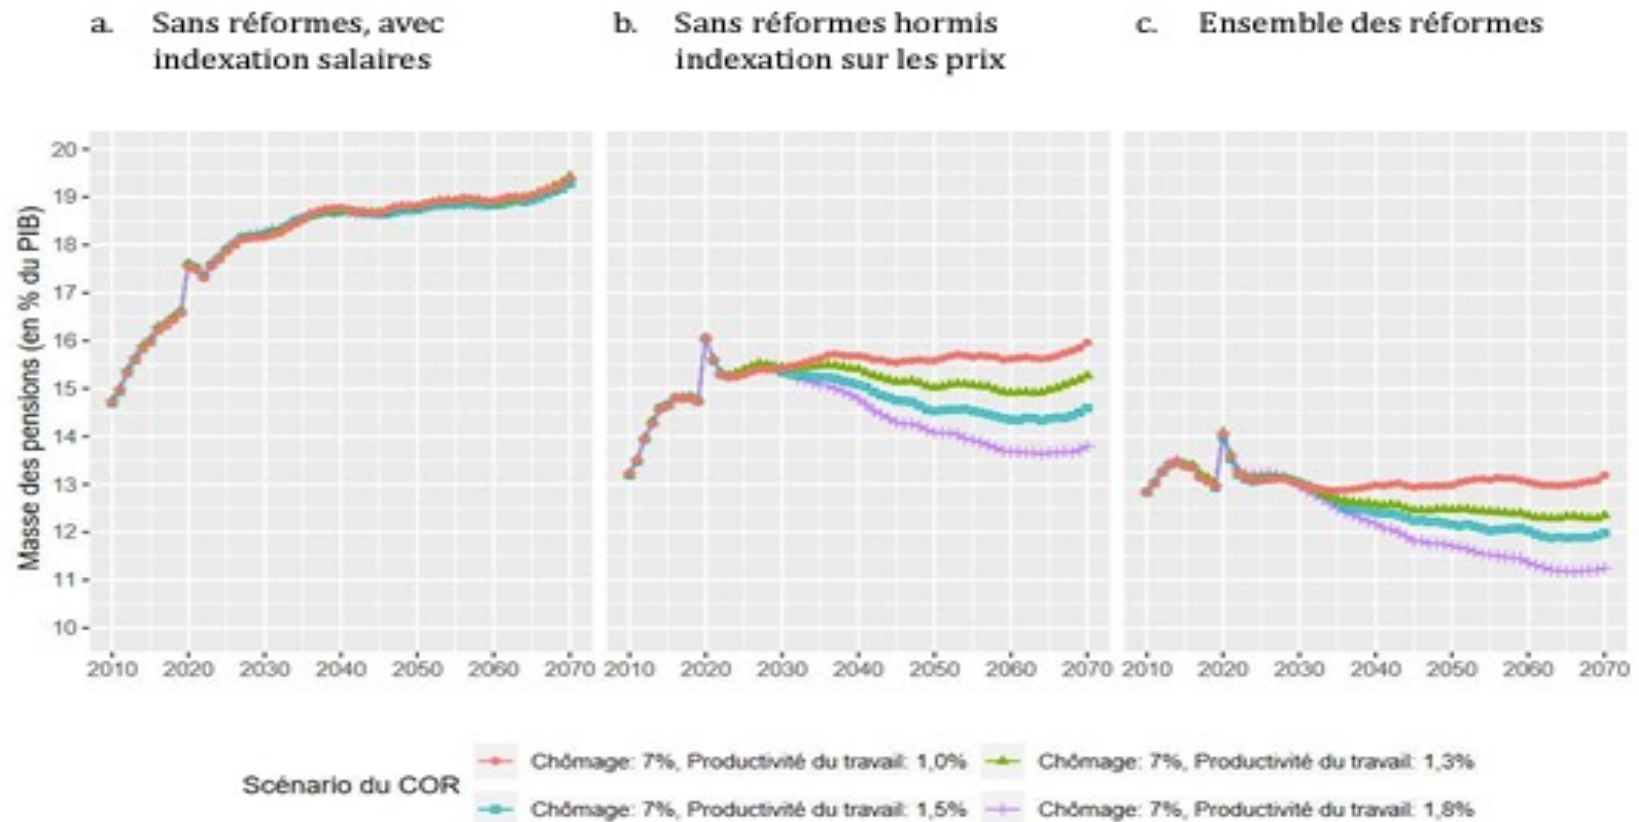 a. Sans réformes, avec
indexation salaires
b. Sans réformes hormis
indexation sur les prix
c. Ensemble des réformes
Masse des pensions (en % du PIB)
20
19
18
17
16
15
14
13
12
11
10
2010 2020 2030 2040 2050 2060 2070
2010 2020 2030 2040 2050 2060 2070
2010 2020 2030 2040 2050 2060 2070
Scénario du COR
Chômage: 7%, Productivité du travail: 1,0%
Chômage: 7%, Productivité du travail: 1,3%
Chômage: 7%, Productivité du travail: 1,5%
Chômage: 7%, Productivité du travail: 1,8%